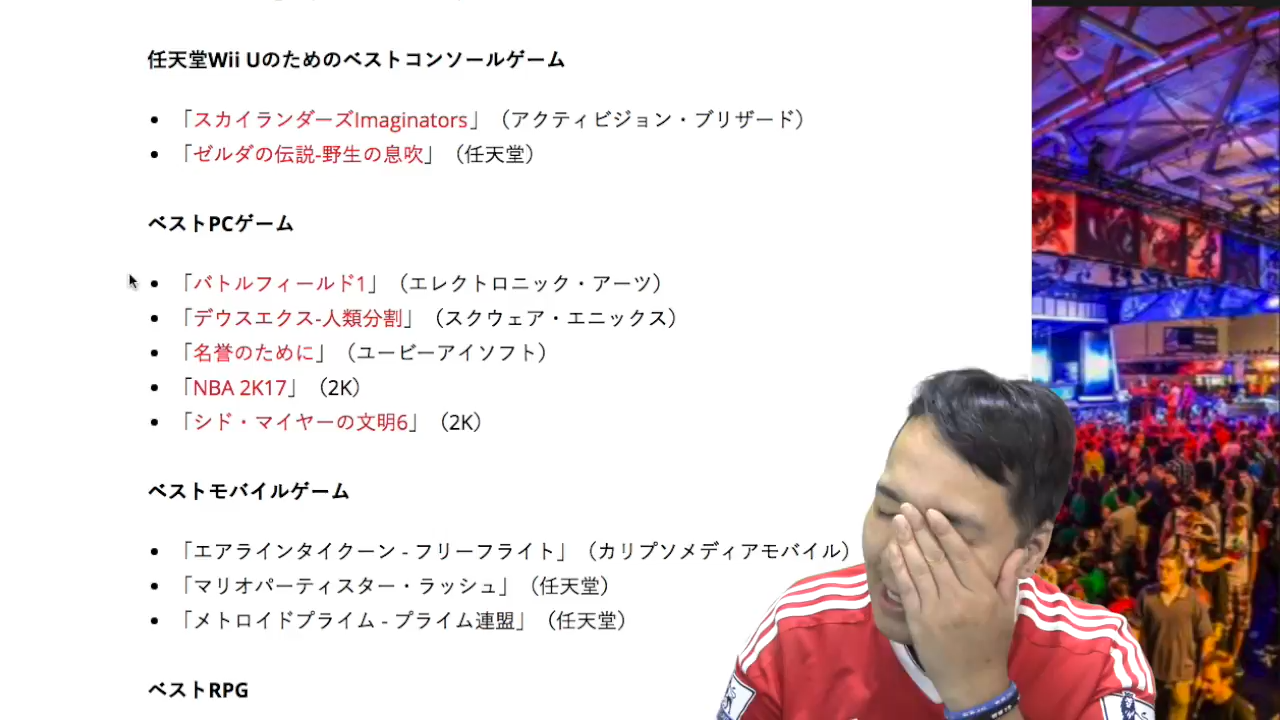 任天堂Wii Uのためのベストコンソールゲーム
「スカイランダーズImaginators」（アクティビジョン・ブリザード）
「ゼルダの伝説-野生の息吹」（任天堂）
ベストPCゲーム
「バトルフィールド1」（エレクトロニック・アーツ）
「デウスエクス-人類分割」（スクウェア・エニックス）
「名誉のために」（ユービーアイソフト）
「NBA 2K17」（2K）
「シド・マイヤーの文明6」（2K）
ベストモバイルゲーム
「エアラインタイクーン - フリーフライト」（カリプソメディアモバイル）
「マリオパーティスター・ラッシュ」（任天堂）
「メトロイドプライム - プライム連盟」（任天堂）
ベストRPG